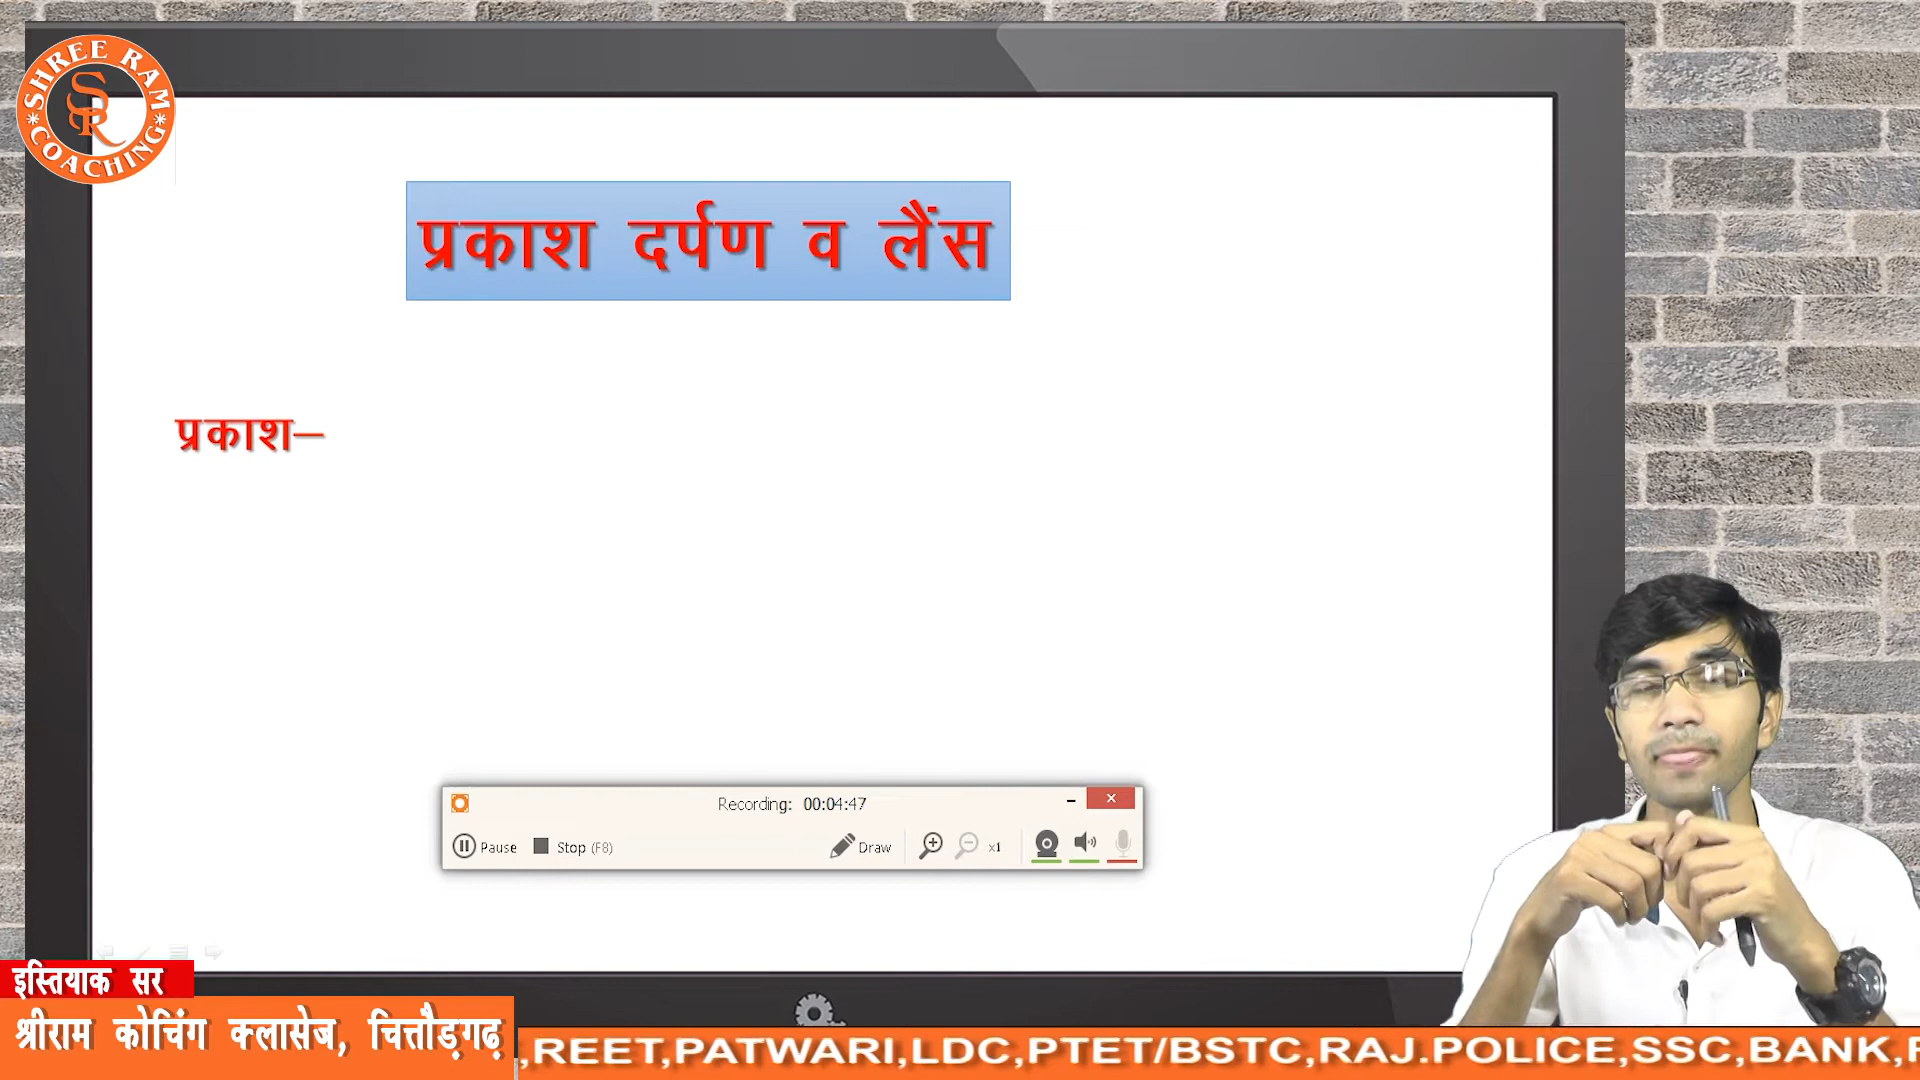 SHREE RAM
SR
COACHING
प्रकाश दर्पण व लैंस
प्रकाश–
Recording: 00:04:47
Pause
Stop (F8)
Draw
x1
इस्तियाक सर
श्रीराम कोचिंग क्लासेज, चित्तौड़गढ़
,REET,PATWARI,LDC,PTET/BSTC,RAJ.POLICE,SSC,BANK,